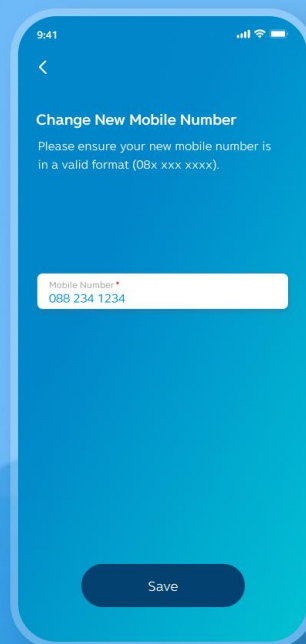 9:41
Change New Mobile Number
Please ensure your new mobile number is
in a valid format (08x xxx xxxx).
Mobile Number*
088 234 1234
Save